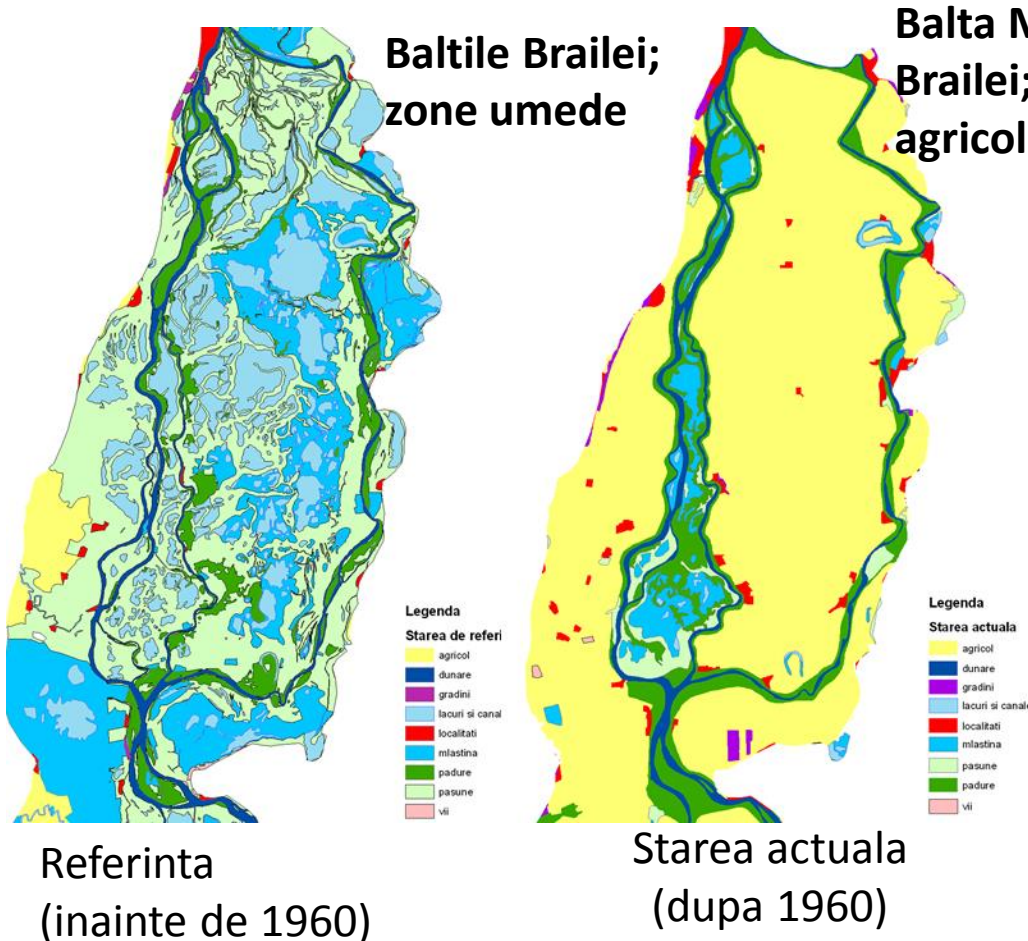 Baltile Brailei;
zone umede
Balta M
Brailei;
agricol
Legenda
Starea de referi
agricol
dunare
gradini
lacuri si canal
localitati
mlastina
padure
pasune
vii
Legenda
Starea actuala
agricol
dunare
gradini
lacuri si canale
localitati
mlastina
pasune
padure
vii
Referinta
(inainte de 1960)
Starea actuala
(dupa 1960)